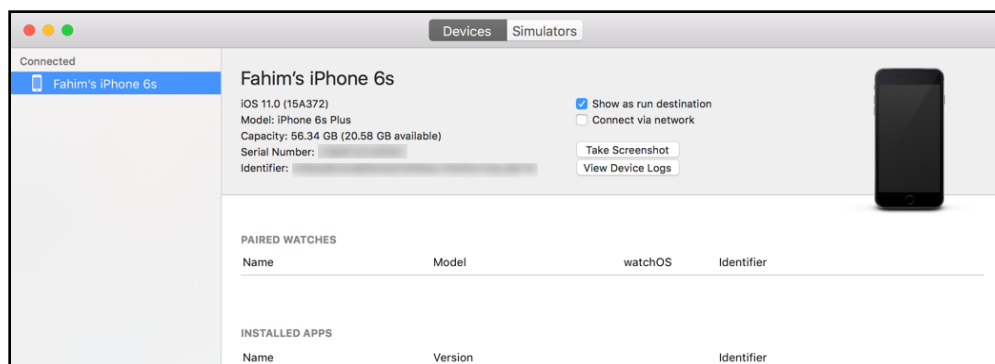 Devices Simulators
Connected
Fahim's iPhone 6s
Fahim's iPhone 6s
iOS 11.0 (15A372)
Model: iPhone 6s Plus
Capacity: 56.34 GB (20.58 GB available)
Serial Number:
Identifier:
Show as run destination
Connect via network
Take Screenshot
View Device Logs
PAIRED WATCHES
Name Model watchOS Identifier
INSTALLED APPS
Name Version Identifier